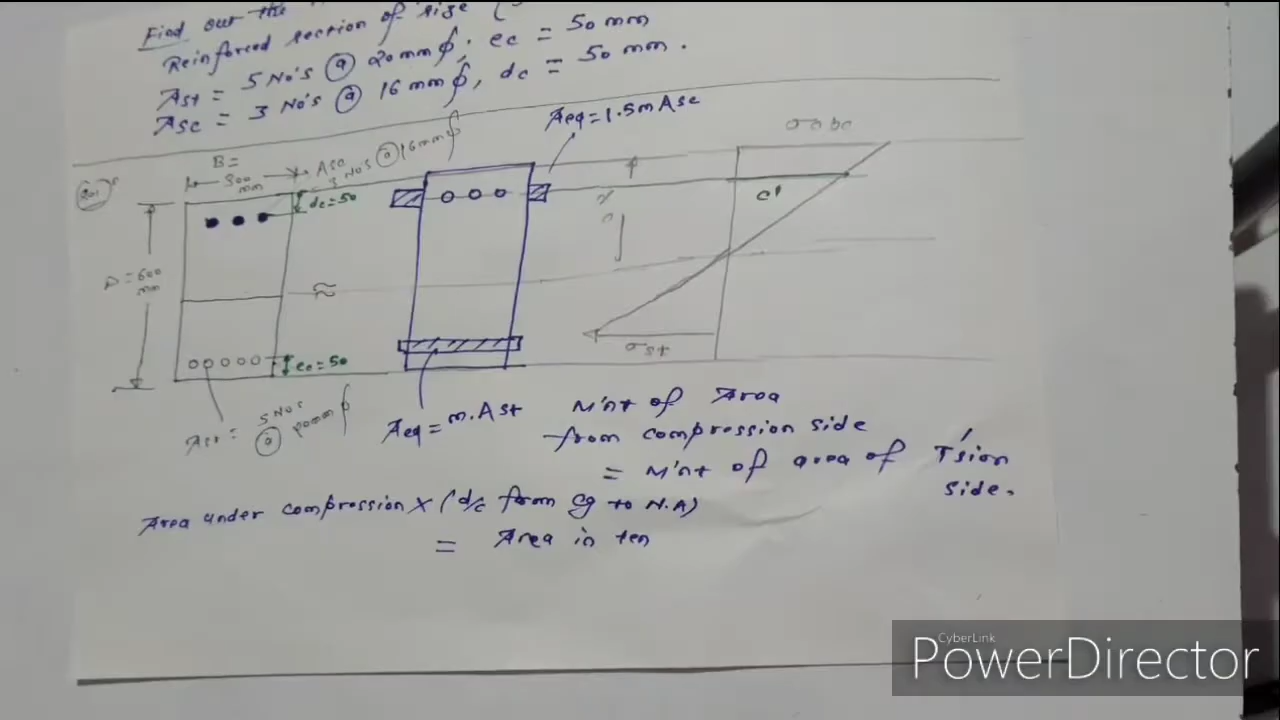 Find out the
Reinforced section of size (
Ast = 5 No's @ 20mm ϕ, ec = 50 mm
Asc = 3 No's @ 16 mm ϕ, dc = 50 mm.
Aeq = 1.5m Asc
σcbc
B =
300
mm
Asc
3 No's @ 16mm ϕ
Sol'
dc = 50
c'
D = 600
mm
≈
ec = 50
σst
Ast = 5 Nos
@ 20mm ϕ
Aeq = m.Ast
M'nt of Area
from compression side
= M'nt of area of T'sion
side.
Area under compression × (d/c from cg to N.A)
= Area in ten
CyberLink
PowerDirector